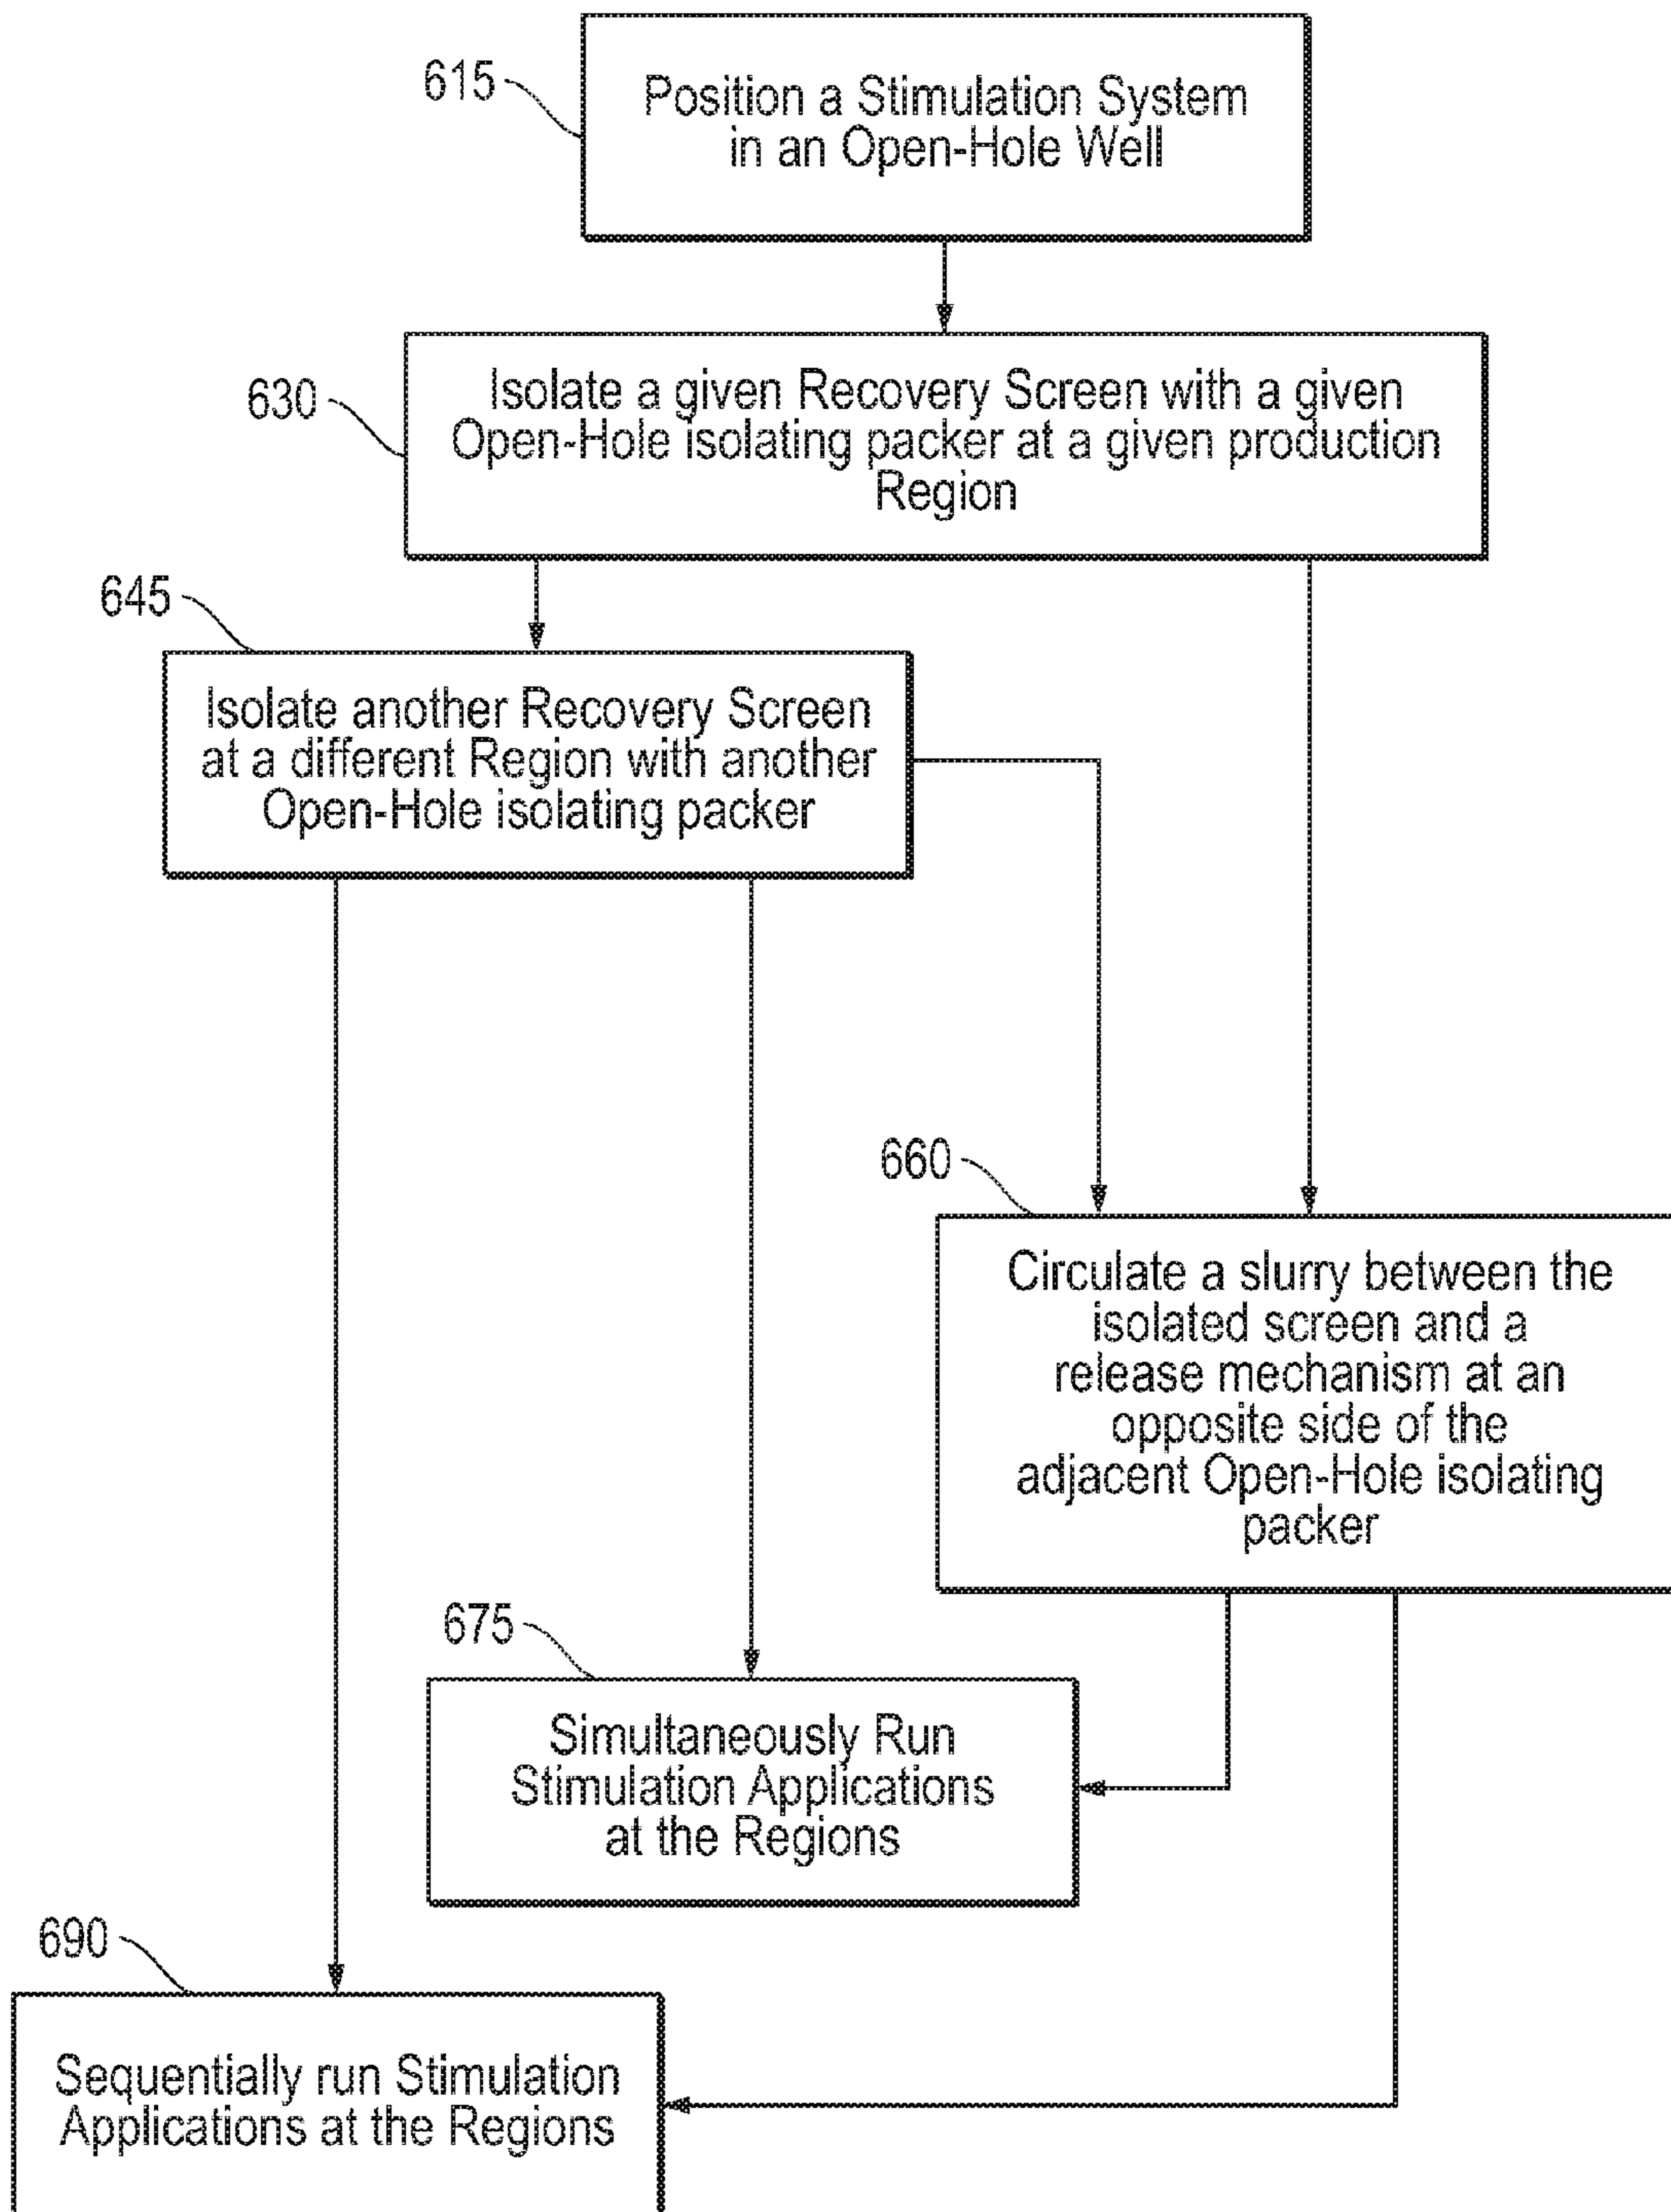 615
Position a Stimulation System
in an Open-Hole Well
630
Isolate a given Recovery Screen with a given
Open-Hole isolating packer at a given production
Region
645
Isolate another Recovery Screen
at a different Region with another
Open-Hole isolating packer
660
Circulate a slurry between the
isolated screen and a
release mechanism at an
opposite side of the
adjacent Open-Hole isolating
packer
675
Simultaneously Run
Stimulation Applications
at the Regions
690
Sequentially run Stimulation
Applications at the Regions